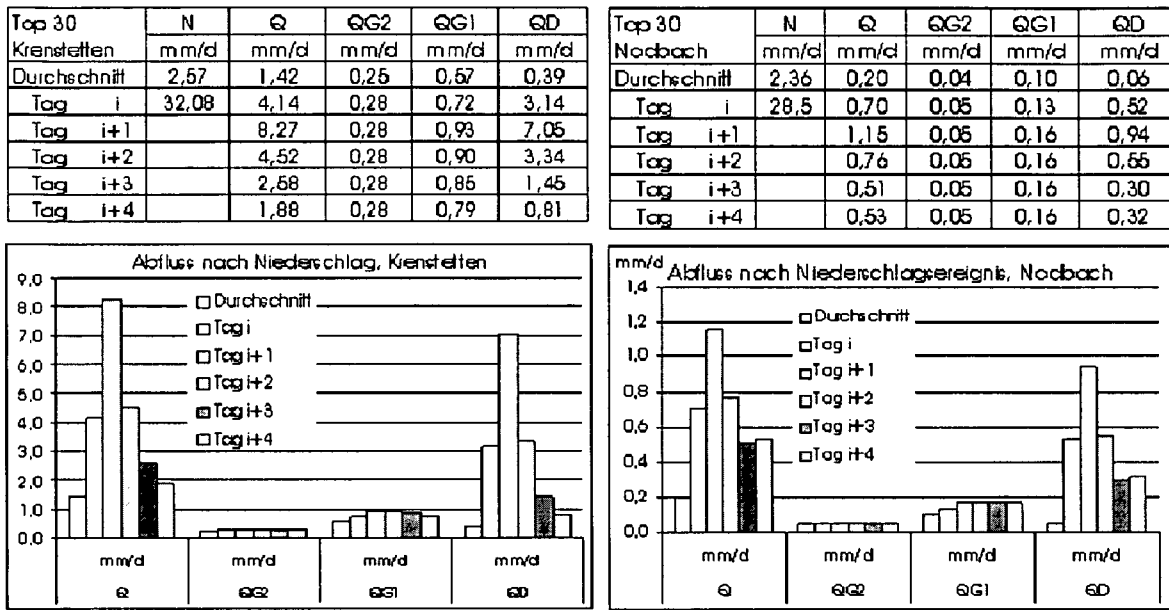 Top 30 N Q QG2 QG1 QD
Krenstetten mm/d mm/d mm/d mm/d mm/d
Durchschnitt 2,57 1,42 0,25 0,57 0,39
Tag i 32,08 4,14 0,28 0,72 3,14
Tag i+1 8,27 0,28 0,93 7,05
Tag i+2 4,52 0,28 0,90 3,34
Tag i+3 2,58 0,28 0,85 1,45
Tag i+4 1,88 0,28 0,79 0,81
Top 30 N Q QG2 QG1 QD
Nodbach mm/d mm/d mm/d mm/d mm/d
Durchschnitt 2,36 0,20 0,04 0,10 0,06
Tag i 28,5 0,70 0,05 0,13 0,52
Tag i+1 1,15 0,05 0,16 0,94
Tag i+2 0,76 0,05 0,16 0,55
Tag i+3 0,51 0,05 0,16 0,30
Tag i+4 0,53 0,05 0,16 0,32
Abfluss nach Niederschlag, Krenstetten
9,0
8,0
7,0
6,0
5,0
4,0
3,0
2,0
1,0
0,0
Durchschnitt
Tag i
Tag i+1
Tag i+2
Tag i+3
Tag i+4
mm/d mm/d mm/d mm/d
Q QG2 QG1 QD
mm/d
Abfluss nach Niederschlagsereignis, Nodbach
1,4
1,2
1,0
0,8
0,6
0,4
0,2
0,0
Durchschnitt
Tag i
Tag i+1
Tag i+2
Tag i+3
Tag i+4
mm/d mm/d mm/d mm/d
Q QG2 QG1 QD